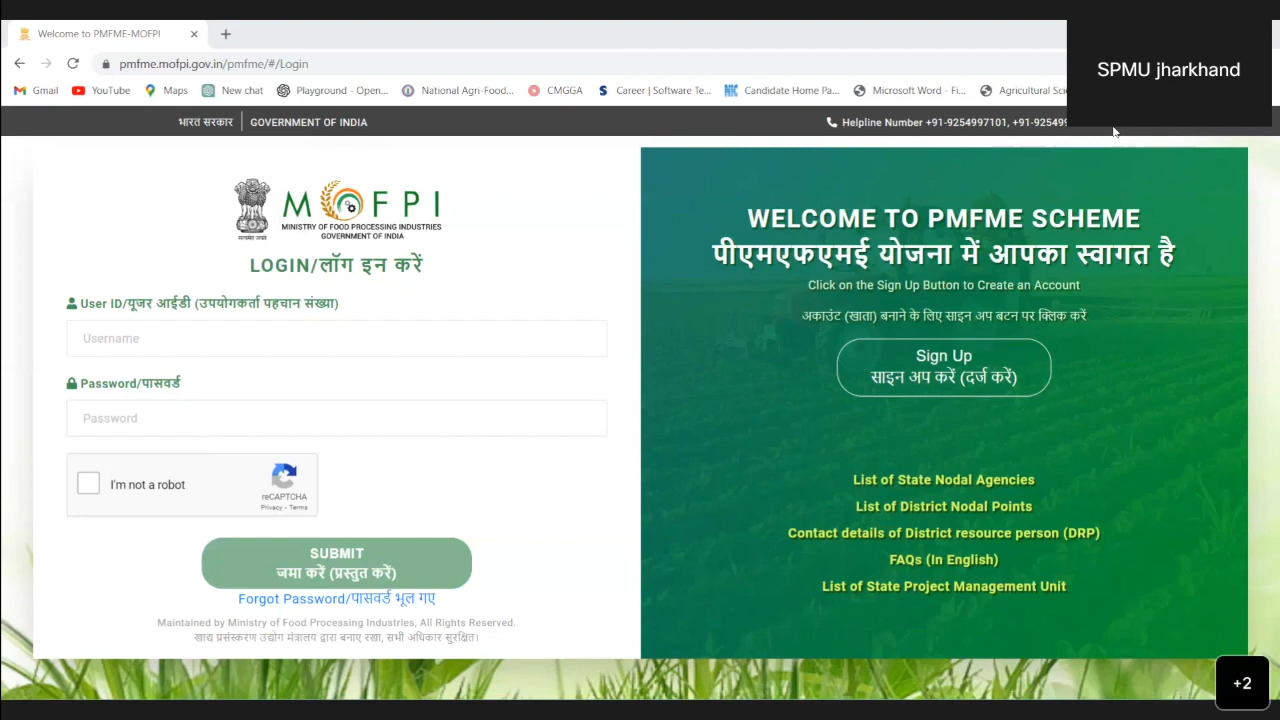 Welcome to PMFME-MOFPI
SPMU jharkhand
pmfme.mofpi.gov.in/pmfme/#/Login
Gmail YouTube Maps New chat Playground - Open... National Agri-Food... CMGGA Career | Software Te... Candidate Home Pa... Microsoft Word - Fi... Agricultural Sci
भारत सरकार GOVERNMENT OF INDIA
Helpline Number +91-9254997101, +91-92549
सत्यमेव जयते
MOFPI
MINISTRY OF FOOD PROCESSING INDUSTRIES
GOVERNMENT OF INDIA
LOGIN/लॉग इन करें
User ID/यूजर आईडी (उपयोगकर्ता पहचान संख्या)
Username
Password/पासवर्ड
Password
I'm not a robot
reCAPTCHA
Privacy - Terms
SUBMIT
जमा करें (प्रस्तुत करें)
Forgot Password/पासवर्ड भूल गए
Maintained by Ministry of Food Processing Industries, All Rights Reserved.
खाद्य प्रसंस्करण उद्योग मंत्रालय द्वारा बनाए रखा, सभी अधिकार सुरक्षित।
WELCOME TO PMFME SCHEME
पीएमएफएमई योजना में आपका स्वागत है
Click on the Sign Up Button to Create an Account
अकाउंट (खाता) बनाने के लिए साइन अप बटन पर क्लिक करें
Sign Up
साइन अप करें (दर्ज करें)
List of State Nodal Agencies
List of District Nodal Points
Contact details of District resource person (DRP)
FAQs (In English)
List of State Project Management Unit
+2